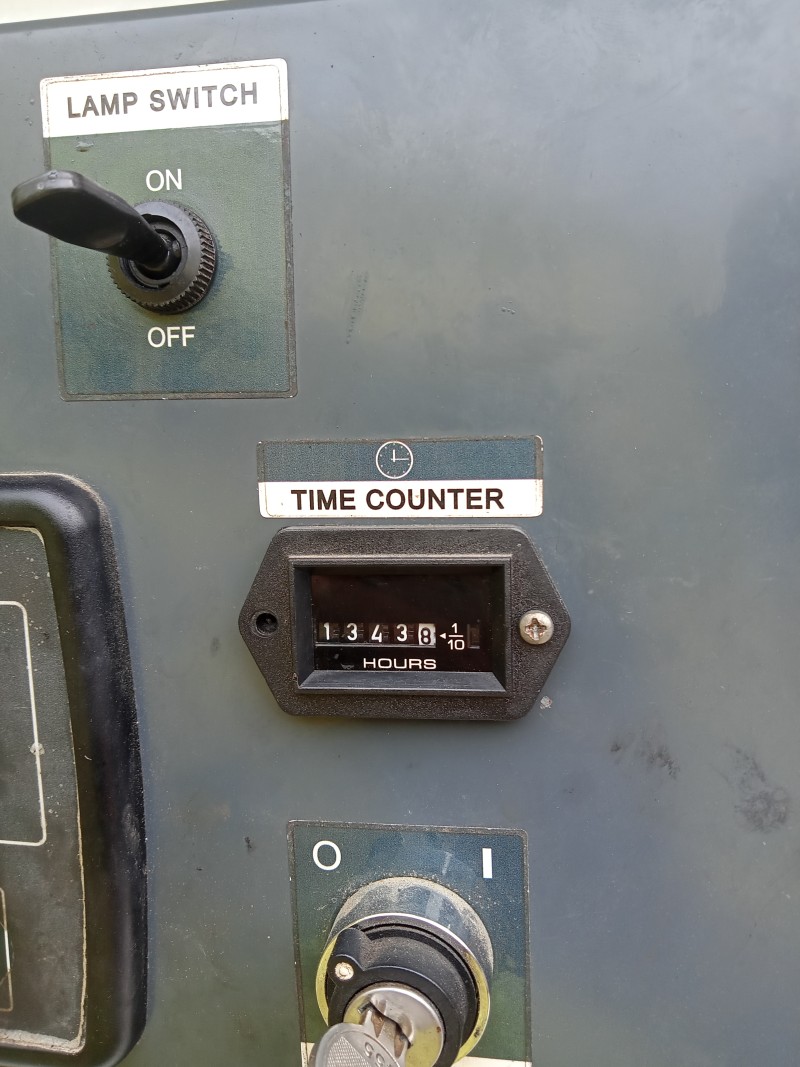 LAMP SWITCH
ON
OFF
TIME COUNTER
13438 ◂1/10
HOURS
O I